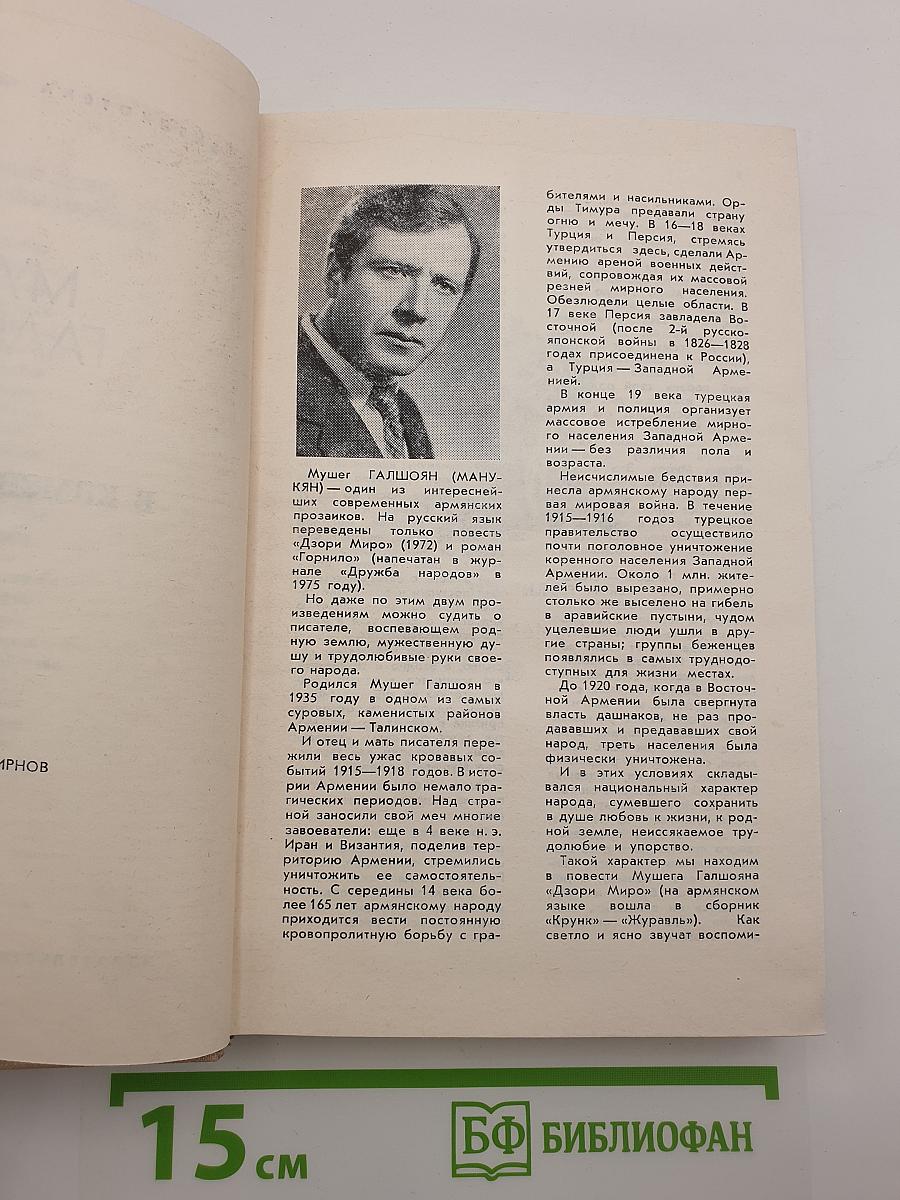 ИРНОВ
Мушег ГАЛШОЯН (МАНУ-
КЯН) — один из интересней-
ших современных армянских
прозаиков. На русский язык
переведены только повесть
«Дзори Миро» (1972) и роман
«Горнило» (напечатан в жур-
нале «Дружба народов» в
1975 году).
Но даже по этим двум про-
изведениям можно судить о
писателе, воспевающем род-
ную землю, мужественную ду-
шу и трудолюбивые руки свое-
го народа.
Родился Мушег Галшоян в
1935 году в одном из самых
суровых, каменистых районов
Армении — Талинском.
И отец и мать писателя пере-
жили весь ужас кровавых со-
бытий 1915—1918 годов. В исто-
рии Армении было немало тра-
гических периодов. Над стра-
ной заносили свой меч многие
завоеватели: еще в 4 веке н. э.
Иран и Византия, поделив тер-
риторию Армении, стремились
уничтожить ее самостоятель-
ность. С середины 14 века бо-
лее 165 лет армянскому народу
приходится вести постоянную
кровопролитную борьбу с гра-
бителями и насильниками. Ор-
ды Тимура предавали страну
огню и мечу. В 16—18 веках
Турция и Персия, стремясь
утвердиться здесь, сделали Ар-
мению ареной военных дейст-
вий, сопровождая их массовой
резней мирного населения.
Обезлюдели целые области. В
17 веке Персия завладела Во-
сточной (после 2-й русско-
японской войны в 1826—1828
годах присоединена к России),
а Турция — Западной Арме-
нией.
В конце 19 века турецкая
армия и полиция организует
массовое истребление мирно-
го населения Западной Арме-
нии — без различия пола и
возраста.
Неисчислимые бедствия при-
несла армянскому народу пер-
вая мировая война. В течение
1915—1916 годоз турецкое
правительство осуществило
почти поголовное уничтожение
коренного населения Западной
Армении. Около 1 млн. жите-
лей было вырезано, примерно
столько же выселено на гибель
в аравийские пустыни, чудом
уцелевшие люди ушли в дру-
гие страны; группы беженцев
появлялись в самых труднодо-
ступных для жизни местах.
До 1920 года, когда в Восточ-
ной Армении была свергнута
власть дашнаков, не раз про-
дававших и предававших свой
народ, треть населения была
физически уничтожена.
И в этих условиях склады-
вался национальный характер
народа, сумевшего сохранить
в душе любовь к жизни, к род-
ной земле, неиссякаемое тру-
долюбие и упорство.
Такой характер мы находим
в повести Мушега Галшояна
«Дзори Миро» (на армянском
языке вошла в сборник
«Крунк» — «Журавль»). Как
светло и ясно звучат воспоми-
15 см
БФ БИБЛИОФАН